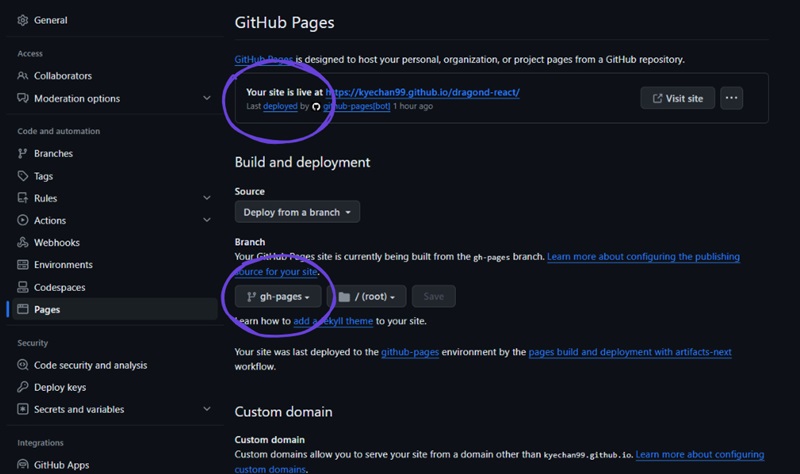 General
Access
Collaborators
Moderation options
Code and automation
Branches
Tags
Rules
Actions
Webhooks
Environments
Codespaces
Pages
Security
Code security and analysis
Deploy keys
Secrets and variables
Integrations
GitHub Apps
GitHub Pages
GitHub Pages is designed to host your personal, organization, or project pages from a GitHub repository.
Your site is live at https://kyechan99.github.io/dragond-react/
Last deployed by github-pages[bot] 1 hour ago
Visit site
Build and deployment
Source
Deploy from a branch
Branch
Your GitHub Pages site is currently being built from the gh-pages branch. Learn more about configuring the publishing
source for your site.
gh-pages
/ (root)
Save
Learn how to add a Jekyll theme to your site.
Your site was last deployed to the github-pages environment by the pages build and deployment with artifacts-next
workflow.
Custom domain
Custom domain
Custom domains allow you to serve your site from a domain other than kyechan99.github.io. Learn more about configuring
custom domains.